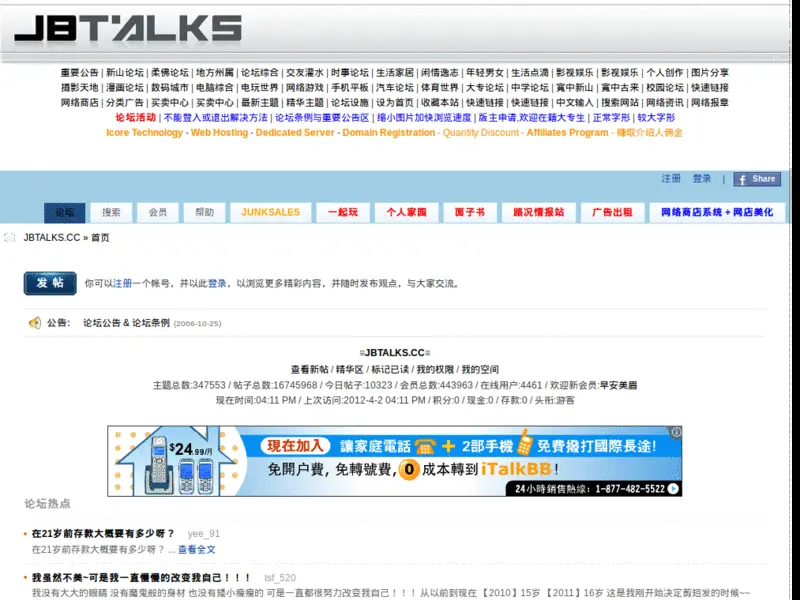 JBTALKS
重要公告 | 新山论坛 | 柔佛论坛 | 地方州属 | 论坛综合 | 交友灌水 | 时事论坛 | 生活家居 | 闲情逸志 | 年轻男女 | 生活点滴 | 影视娱乐 | 影视娱乐 | 个人创作 | 图片分享
摄影天地 | 漫画论坛 | 数码城市 | 电脑综合 | 电玩世界 | 网络游戏 | 手机平板 | 汽车论坛 | 体育世界 | 大专论坛 | 中学论坛 | 宽中新山 | 宽中古来 | 校园论坛 | 快速链接
网络商店 | 分类广告 | 买卖中心 | 买卖中心 | 最新主题 | 精华主题 | 论坛设施 | 设为首页 | 收藏本站 | 快速链接 | 快速链接 | 中文输入 | 搜索网站 | 网络资讯 | 网络报章
论坛活动 | 不能登入或退出解决方法 | 论坛条例与重要公告区 | 缩小图片加快浏览速度 | 版主申请,欢迎在籍大专生 | 正常字形 | 较大字形
Icore Technology - Web Hosting - Dedicated Server - Domain Registration - Quantity Discount - Affiliates Program - 赚取介绍人佣金
注册 登录 | f Share
论坛 搜索 会员 帮助 JUNKSALES 一起玩 个人家园 面子书 路况情报站 广告出租 网络商店系统 + 网店美化
JBTALKS.CC » 首页
发 帖 你可以注册一个帐号，并以此登录，以浏览更多精彩内容，并随时发布观点，与大家交流。
公告： 论坛公告 & 论坛条例 (2006-10-25)
≡JBTALKS.CC≡
查看新帖 / 精华区 / 标记已读 / 我的权限 / 我的空间
主题总数:347553 / 帖子总数:16745968 / 今日帖子:10323 / 会员总数:443963 / 在线用户:4461 / 欢迎新会员:早安美眉
现在时间:04:11 PM / 上次访问:2012-4-2 04:11 PM / 积分:0 / 现金:0 / 存款:0 / 头衔:游客
$24.99/月 現在加入 讓家庭電話 + 2部手機 免費撥打國際長途!
免開户費, 免轉號費, 0 成本轉到 iTalkBB !
24小時銷售熱線: 1-877-482-5522
论坛热点
在21岁前存款大概要有多少呀？ yee_91
在21岁前存款大概要有多少呀？ ... 查看全文
我虽然不美~可是我一直慢慢的改变我自己！！！ tsf_520
我没有大大的眼睛 没有魔鬼般的身材 也没有矮小瘦瘦的 可是一直都很努力改变我自己！！！ 从以前到现在 【2010】15岁 【2011】16岁 这是我刚开始决定剪短发的时候~~